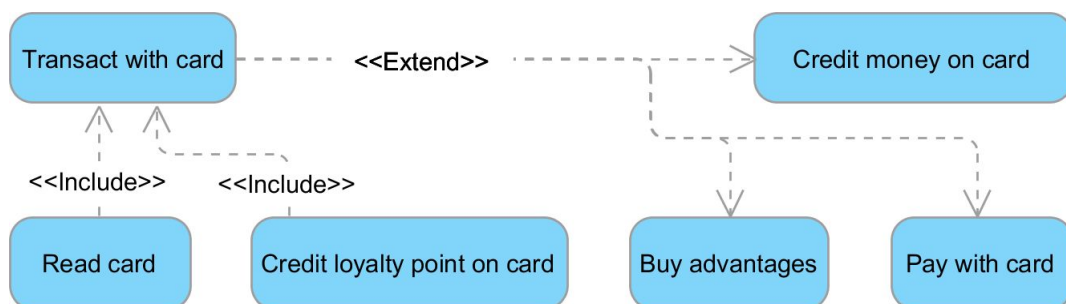 Transact with card
<<Extend>>
Credit money on card
<<Include>>
<<Include>>
Read card
Credit loyalty point on card
Buy advantages
Pay with card